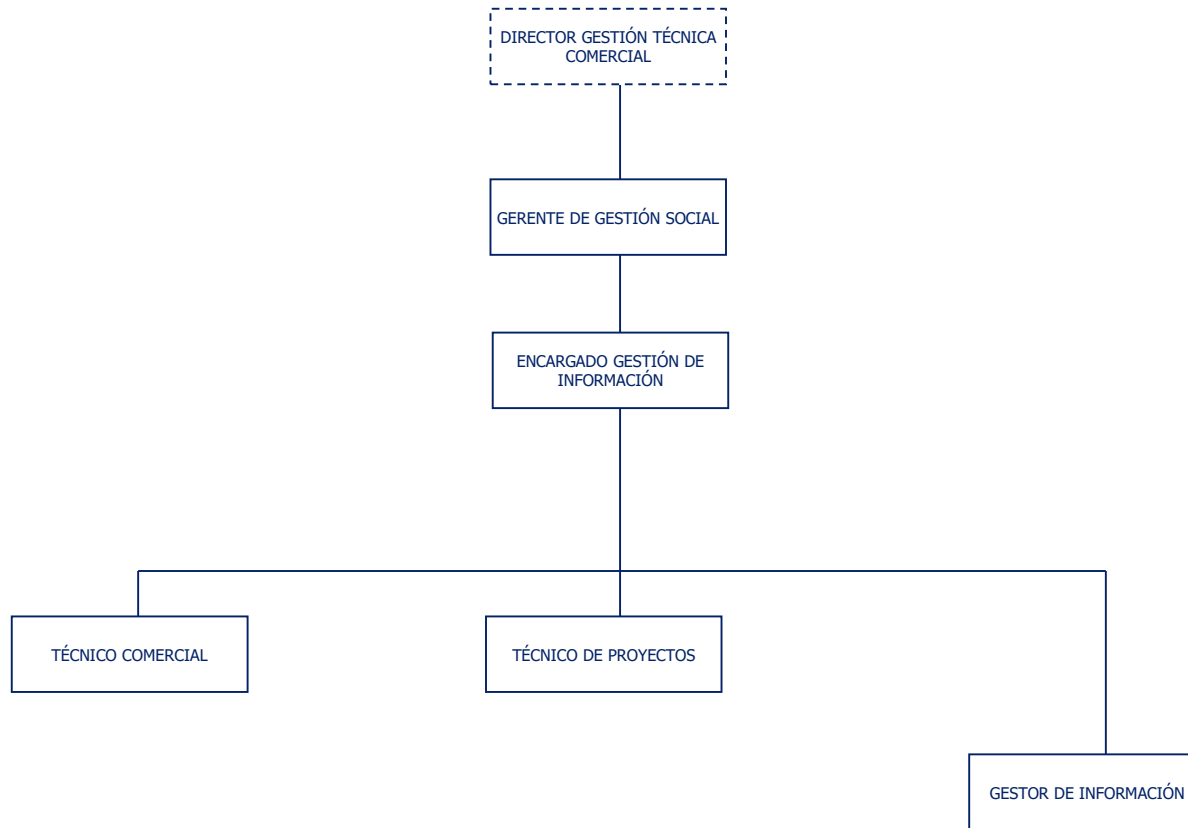 DIRECTOR GESTIÓN TÉCNICA
COMERCIAL
GERENTE DE GESTIÓN SOCIAL
ENCARGADO GESTIÓN DE
INFORMACIÓN
TÉCNICO COMERCIAL
TÉCNICO DE PROYECTOS
GESTOR DE INFORMACIÓN